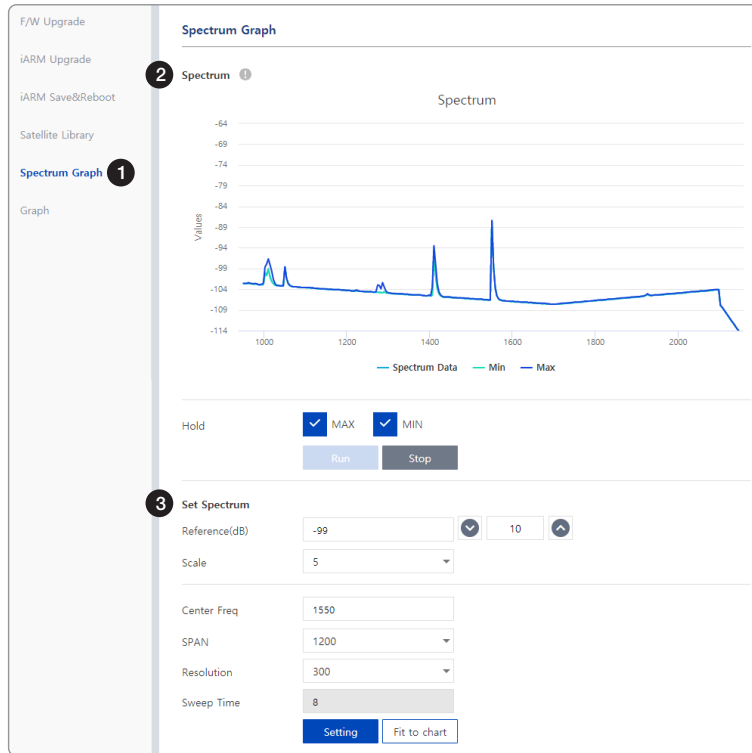 F/W Upgrade
iARM Upgrade
iARM Save&Reboot
Satellite Library
Spectrum Graph 1
Graph
Spectrum Graph
2 Spectrum !
Spectrum
Values
-64
-69
-74
-79
-84
-89
-94
-99
-104
-109
-114
1000 1200 1400 1600 1800 2000
Spectrum Data Min Max
Hold MAX MIN
Run Stop
3 Set Spectrum
Reference(dB) -99 10
Scale 5
Center Freq 1550
SPAN 1200
Resolution 300
Sweep Time 8
Setting Fit to chart